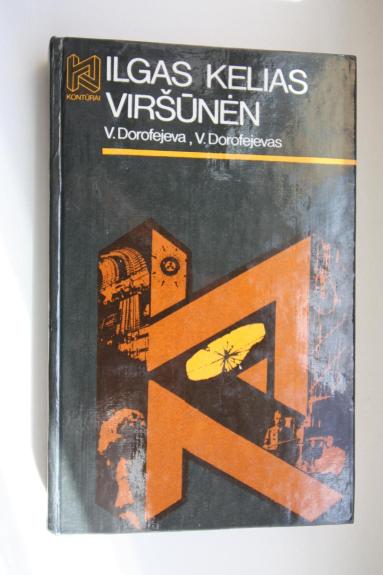 ILGAS KELIAS
VIRŠŪNĖN
KONTŪRAI
V. Dorofejeva, V. Dorofejevas